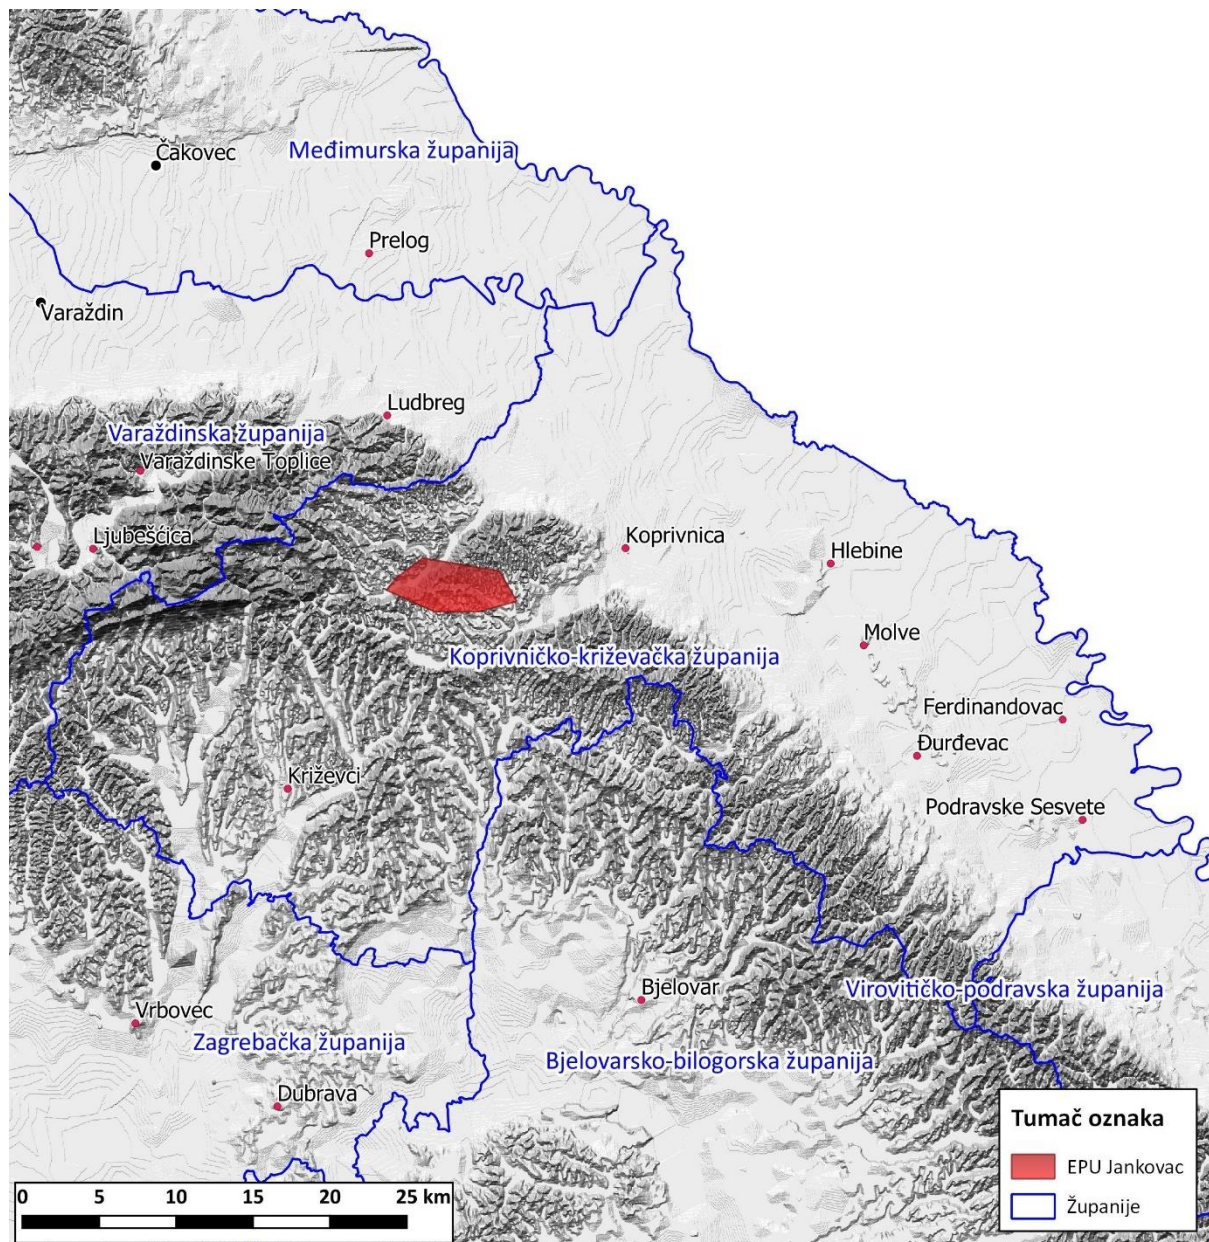 Čakovec
Međimurska županija
Prelog
Varaždin
Ludbreg
Varaždinska županija
Varaždinske Toplice
Ljubešćica
Koprivnica
Hlebine
Molve
Koprivničko-križevačka županija
Ferdinandovac
Đurđevac
Križevci
Podravske Sesvete
Bjelovar
Virovitičko-podravska županija
Vrbovec
Zagrebačka županija
Bjelovarsko-bilogorska županija
Dubrava
Tumač oznaka
EPU Jankovac
Županije
0 5 10 15 20 25 km